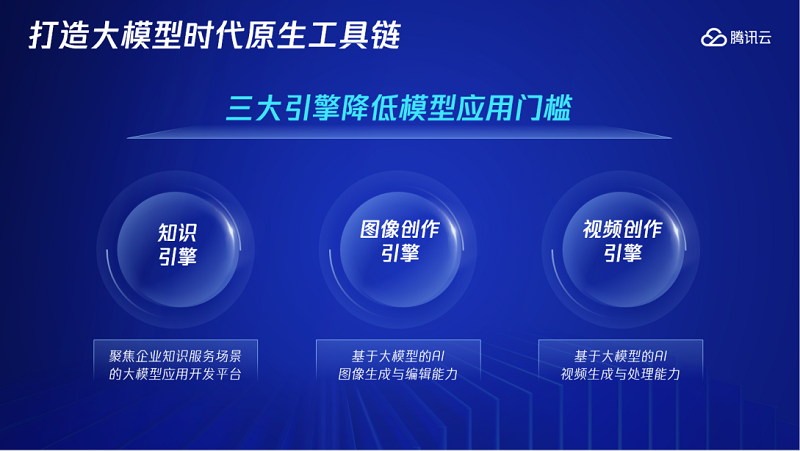 打造大模型时代原生工具链
腾讯云
三大引擎降低模型应用门槛
知识
引擎
图像创作
引擎
视频创作
引擎
聚焦企业知识服务场景
的大模型应用开发平台
基于大模型的AI
图像生成与编辑能力
基于大模型的AI
视频生成与处理能力